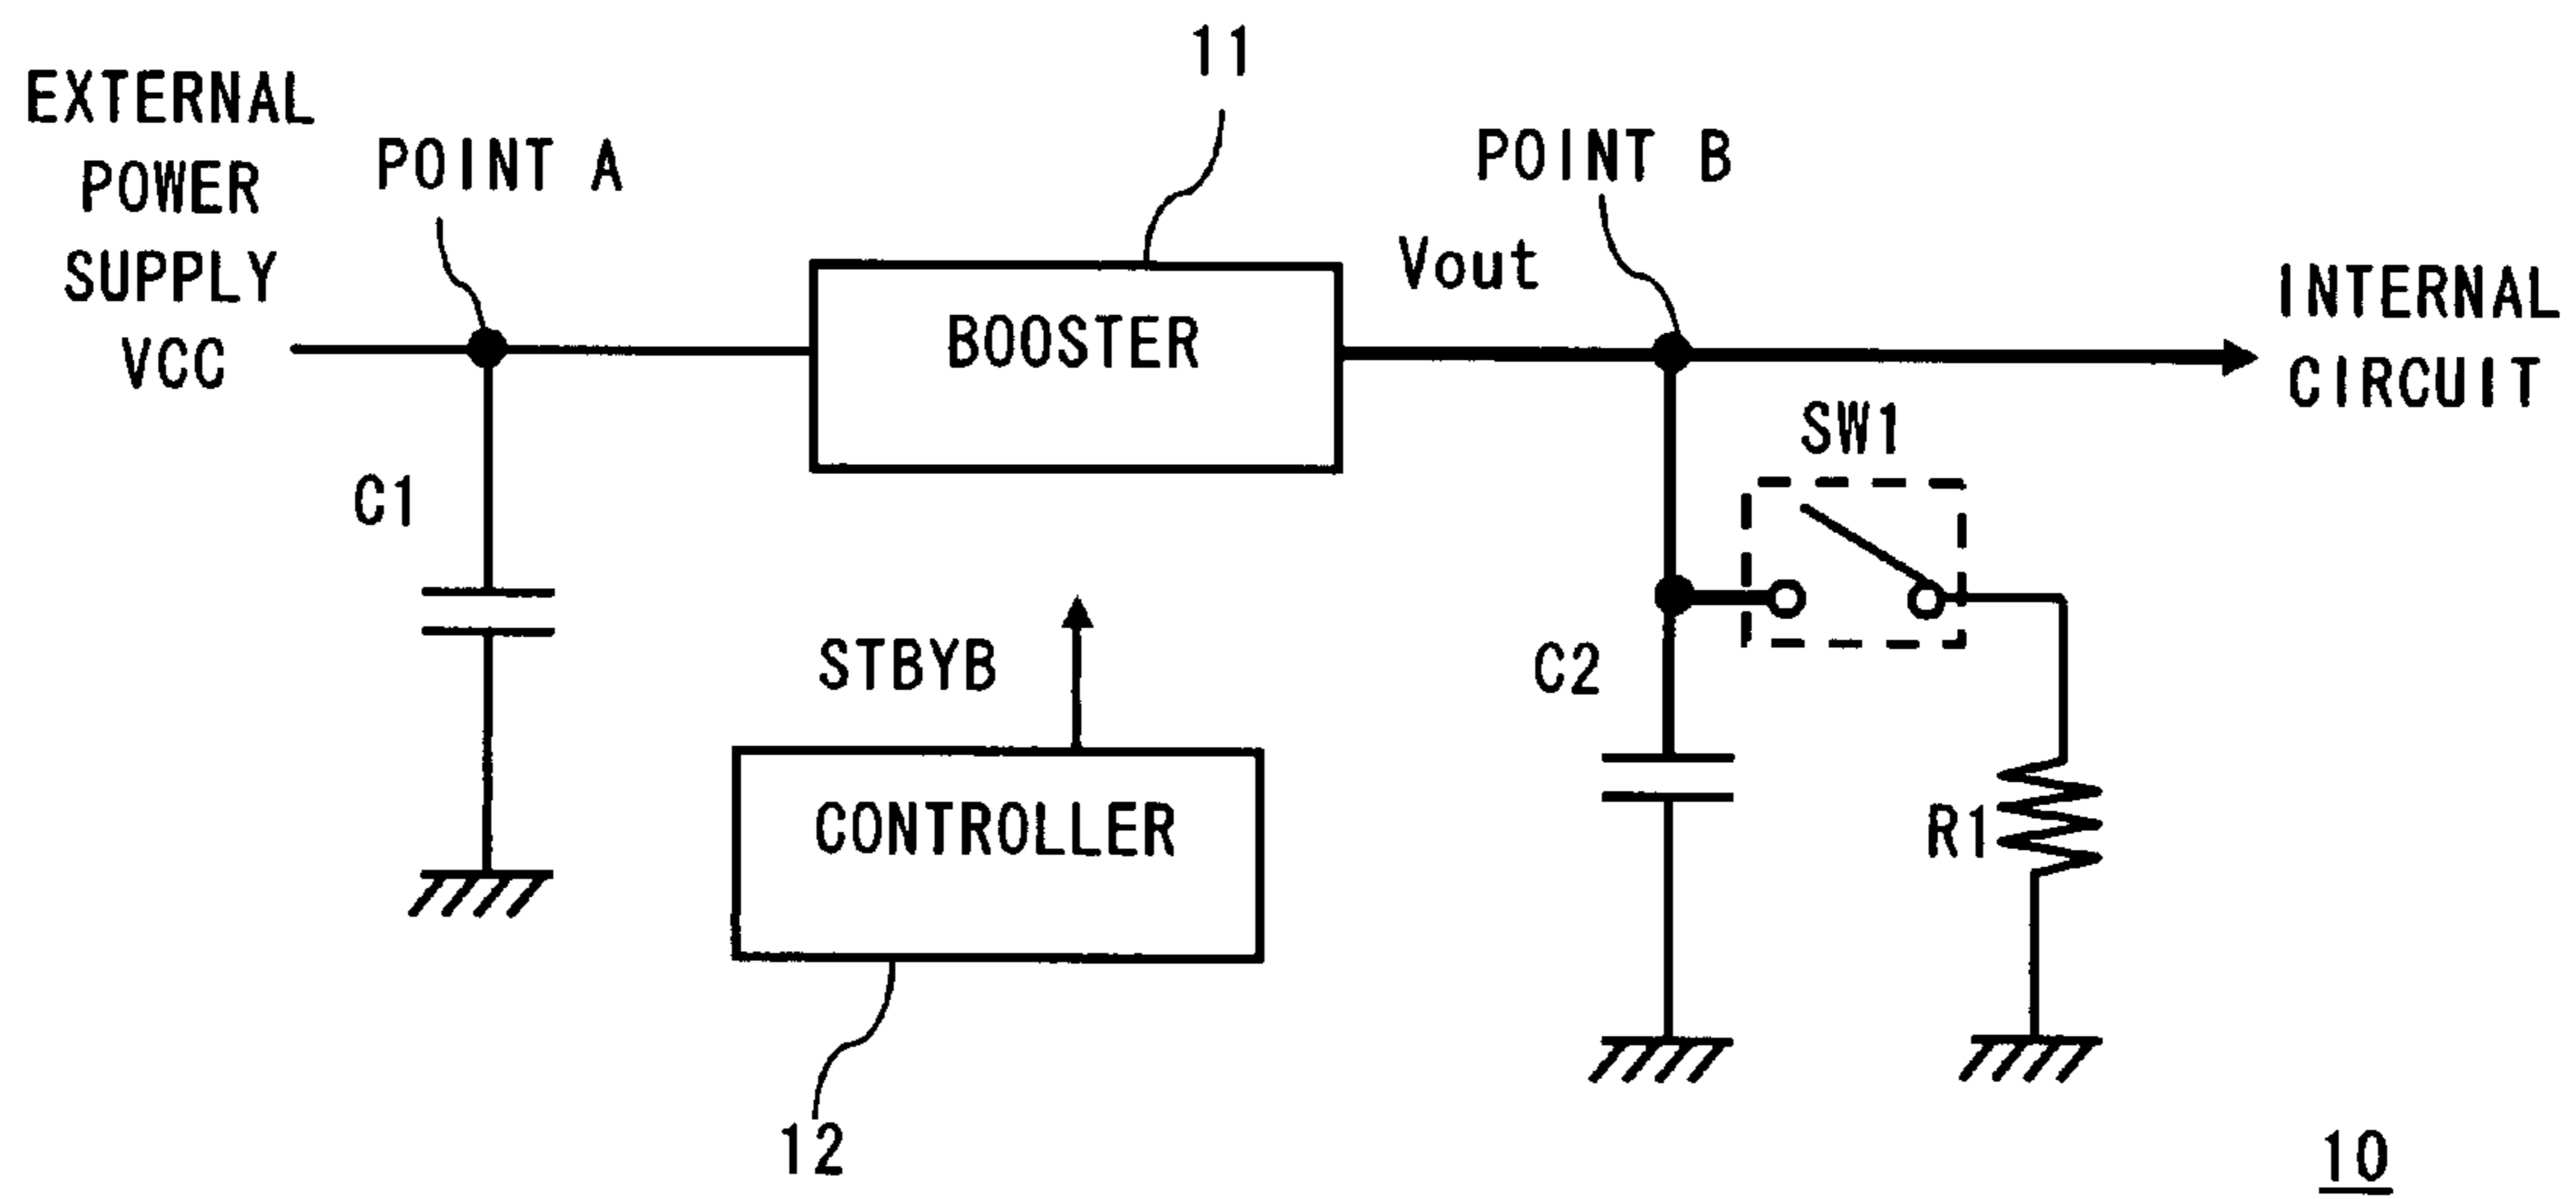 11
EXTERNAL
POWER
SUPPLY
VCC
POINT A
POINT B
Vout
BOOSTER
INTERNAL
CIRCUIT
SW1
C1
STBYB
C2
CONTROLLER
R1
12
10